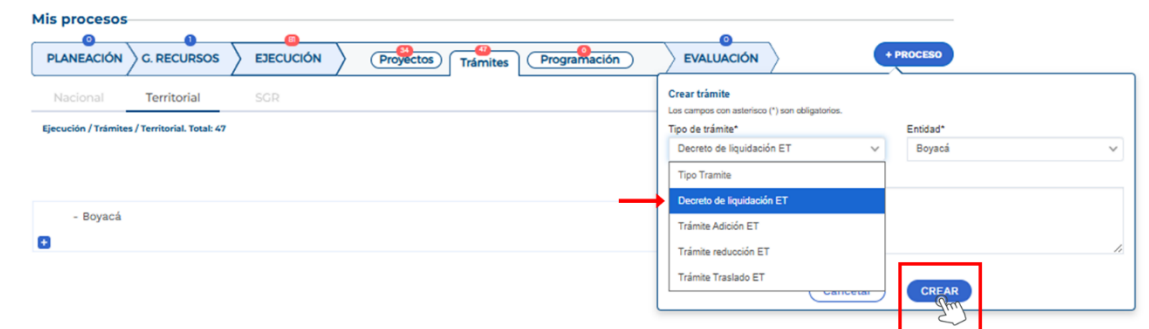 Mis procesos
0 1 34 47 0 0
PLANEACIÓN G. RECURSOS EJECUCIÓN Proyectos Trámites Programación EVALUACIÓN + PROCESO
Nacional Territorial SGR
Ejecución / Trámites / Territorial. Total: 47
- Boyacá
+
Crear trámite
Los campos con asterisco (*) son obligatorios.
Tipo de trámite* Entidad*
Decreto de liquidación ET Boyacá
Tipo Tramite
Decreto de liquidación ET
Trámite Adición ET
Trámite reducción ET
Trámite Traslado ET
Cancelar CREAR